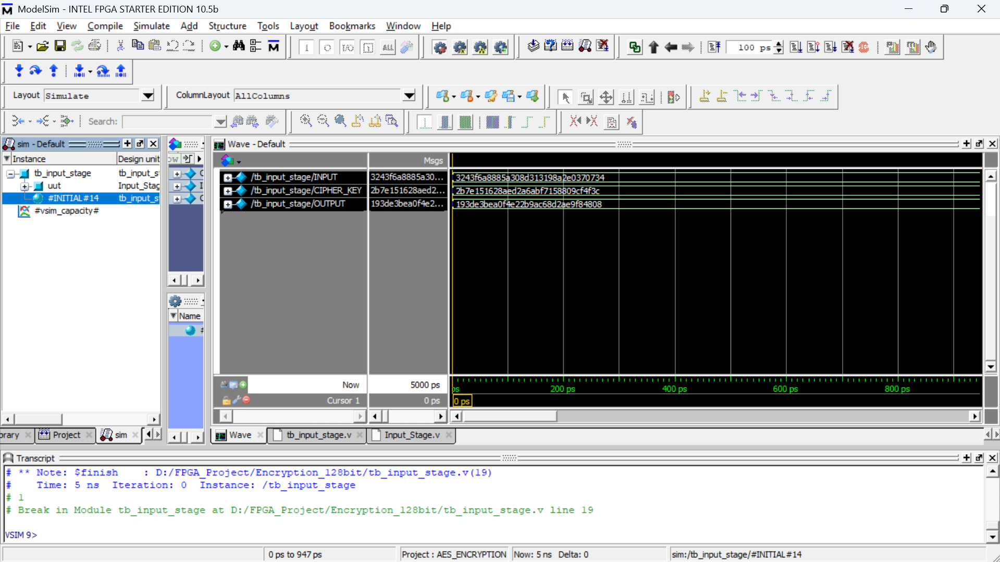 ModelSim - INTEL FPGA STARTER EDITION 10.5b
File Edit View Compile Simulate Add Structure Tools Layout Bookmarks Window Help
100 ps
Layout Simulate ColumnLayout AllColumns
Search:
sim - Default
Wave - Default
Instance Design unit
Msgs
tb_input_stage tb_input_s
uut Input_Stag
#INITIAL#14 tb_input_s
#vsim_capacity#
/tb_input_stage/INPUT 3243f6a8885a30... 3243f6a8885a308d313198a2e0370734
/tb_input_stage/CIPHER_KEY 2b7e151628aed2... 2b7e151628aed2a6abf7158809cf4f3c
/tb_input_stage/OUTPUT 193de3bea0f4e2... 193de3bea0f4e22b9ac68d2ae9f84808
Name
Now 5000 ps
ps 200 ps 400 ps 600 ps 800 ps
Cursor 1 0 ps 0 ps
brary Project sim
Wave tb_input_stage.v Input_Stage.v
Transcript
# ** Note: $finish : D:/FPGA_Project/Encryption_128bit/tb_input_stage.v(19)
# Time: 5 ns Iteration: 0 Instance: /tb_input_stage
# 1
# Break in Module tb_input_stage at D:/FPGA_Project/Encryption_128bit/tb_input_stage.v line 19
VSIM 9>
0 ps to 947 ps Project : AES_ENCRYPTION Now: 5 ns Delta: 0 sim:/tb_input_stage/#INITIAL#14